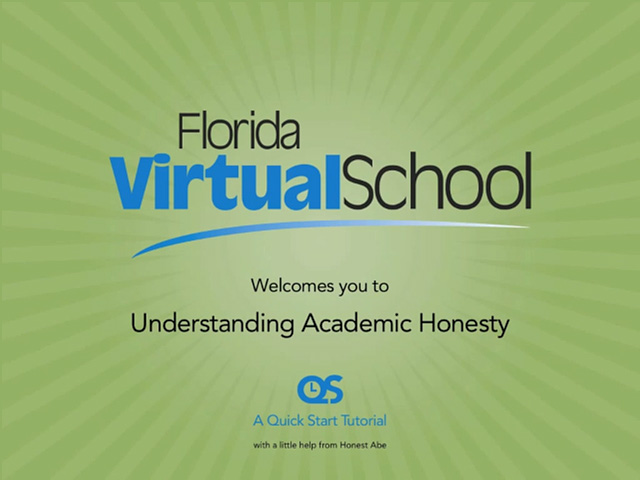 Florida
VirtualSchool
Welcomes you to
Understanding Academic Honesty
QS
A Quick Start Tutorial
with a little help from Honest Abe